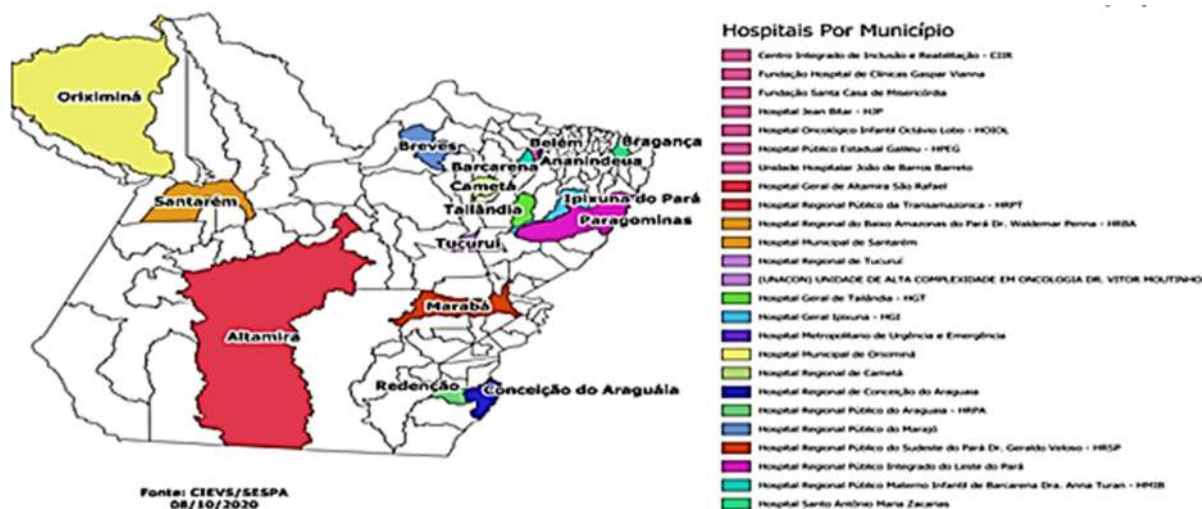 Hospitais Por Município
Centro Integrado de Inclusão e Reabilitação - CIIR
Fundação Hospital de Clínicas Gaspar Vianna
Fundação Santa Casa de Misericórdia
Hospital Jean Bitar - HJP
Hospital Oncológico Infantil Octávio Lobo - HOIOL
Hospital Público Estadual Galileu - HPEG
Unidade Hospitalar João de Barros Barreto
Hospital Geral de Altamira São Rafael
Hospital Regional Público da Transamazonica - HRPT
Hospital Regional do Baixo Amazonas do Pará Dr. Waldemar Penna - HRBA
Hospital Municipal de Santarém
Hospital Regional de Tucuruí
(UNACON) UNIDADE DE ALTA COMPLEXIDADE EM ONCOLOGIA DR. VITOR MOUTINHO
Hospital Geral de Tailândia - HGT
Hospital Geral Ipixuna - HGI
Hospital Metropolitano de Urgência e Emergência
Hospital Municipal de Oriximiná
Hospital Regional de Cametá
Hospital Regional de Conceição do Araguaia
Hospital Regional Público do Araguaia - HRPA
Hospital Regional Público do Marajó
Hospital Regional Público do Sudeste do Pará Dr. Geraldo Veloso - HRSP
Hospital Regional Público Integrado do Leste do Pará
Hospital Regional Público Materno Infantil de Barcarena Dra. Anna Turan - HMIB
Hospital Santo Antônio Maria Zacarias
Oriximiná
Breves
Belém
Bragança
Barcarena
Ananindeua
Cametá
Santarém
Ipixuna do Pará
Tailândia
Paragominas
Tucuruí
Marabá
Altamira
Redenção
Conceição do Araguáia
Fonte: CIEVS/SESPA
08/10/2020